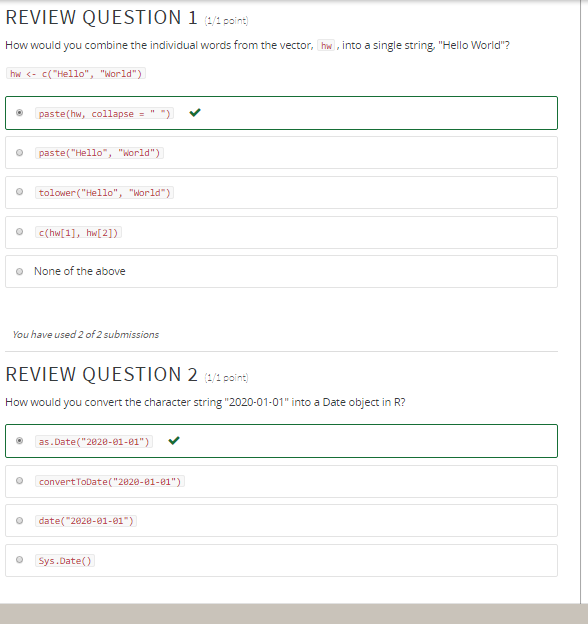 REVIEW QUESTION 1 (1/1 point)
How would you combine the individual words from the vector, hw , into a single string, "Hello World"?
hw <- c("Hello", "World")
paste(hw, collapse = " ")
paste("Hello", "World")
tolower("Hello", "World")
c(hw[1], hw[2])
None of the above
You have used 2 of 2 submissions
REVIEW QUESTION 2 (1/1 point)
How would you convert the character string "2020-01-01" into a Date object in R?
as.Date("2020-01-01")
convertToDate("2020-01-01")
date("2020-01-01")
Sys.Date()